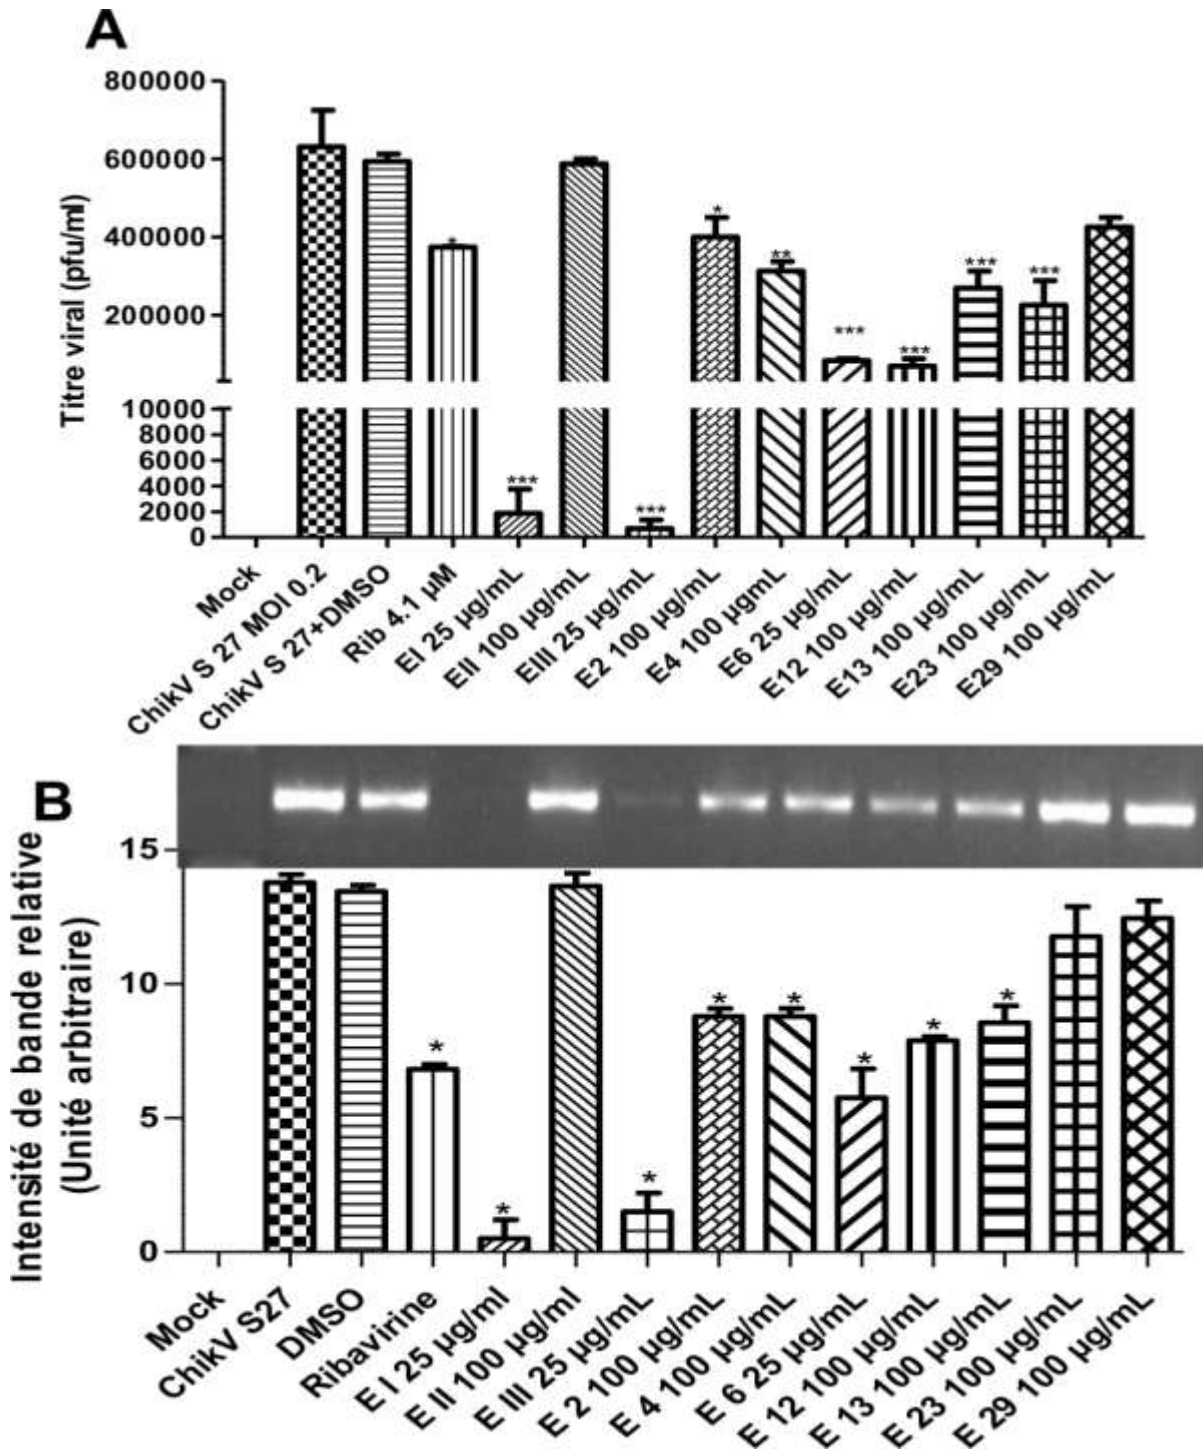 A
Titre viral (pfu/ml)
800000
600000
400000
200000
10000
8000
6000
4000
2000
0
*
***
***
*
**
***
***
***
***
Mock
ChikV S 27 MOI 0.2
ChikV S 27+DMSO
Rib 4.1 µM
EI 25 µg/mL
EII 100 µg/mL
EIII 25 µg/mL
E2 100 µg/mL
E4 100 µgmL
E6 25 µg/mL
E12 100 µg/mL
E13 100 µg/mL
E23 100 µg/mL
E29 100 µg/mL
B
Intensité de bande relative
(Unité arbitraire)
15
10
5
0
*
*
*
*
*
*
*
*
Mock
ChikV S27
DMSO
Ribavirine
E I 25 µg/ml
E II 100 µg/ml
E III 25 µg/mL
E 2 100 µg/mL
E 4 100 µg/mL
E 6 25 µg/mL
E 12 100 µg/mL
E 13 100 µg/mL
E 23 100 µg/mL
E 29 100 µg/mL